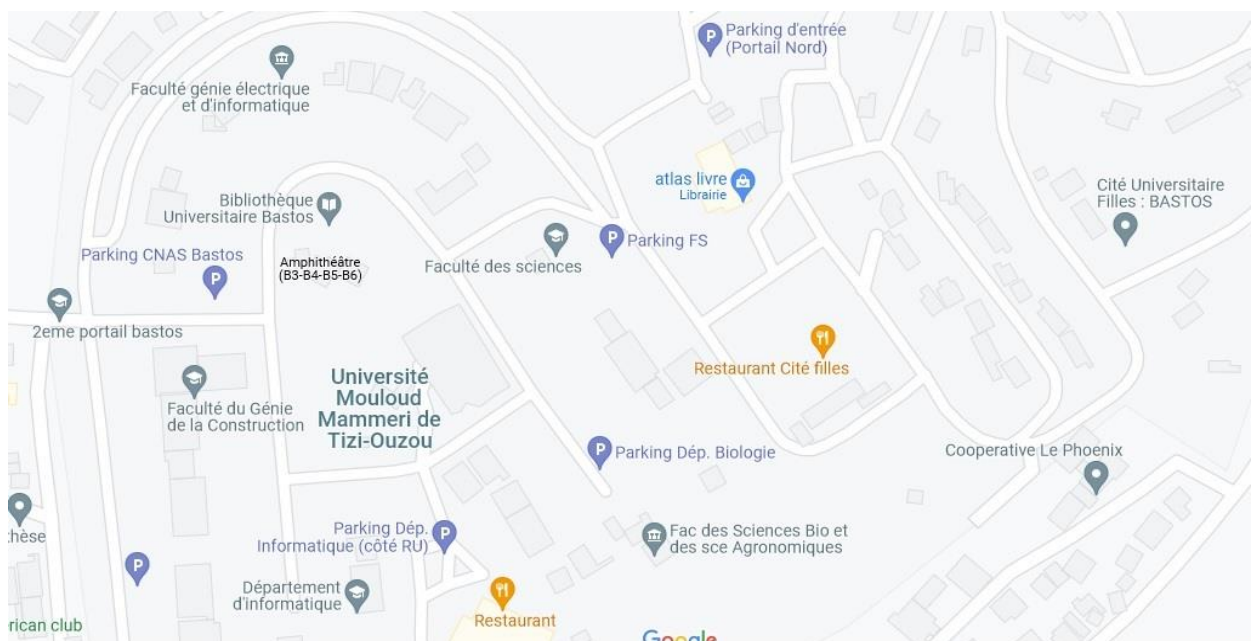 Parking d'entrée
(Portail Nord)
Faculté génie électrique
et d'informatique
atlas livre
Librairie
Cité Universitaire
Filles : BASTOS
Bibliothèque
Universitaire Bastos
Parking FS
Parking CNAS Bastos
Amphithéâtre
(B3-B4-B5-B6)
Faculté des sciences
2eme portail bastos
Restaurant Cité filles
Université
Mouloud
Mammeri de
Tizi-Ouzou
Faculté du Génie
de la Construction
Parking Dép. Biologie
Cooperative Le Phoenix
Parking Dép.
Informatique (côté RU)
Fac des Sciences Bio et
des sce Agronomiques
Département
d'informatique
Restaurant
Google